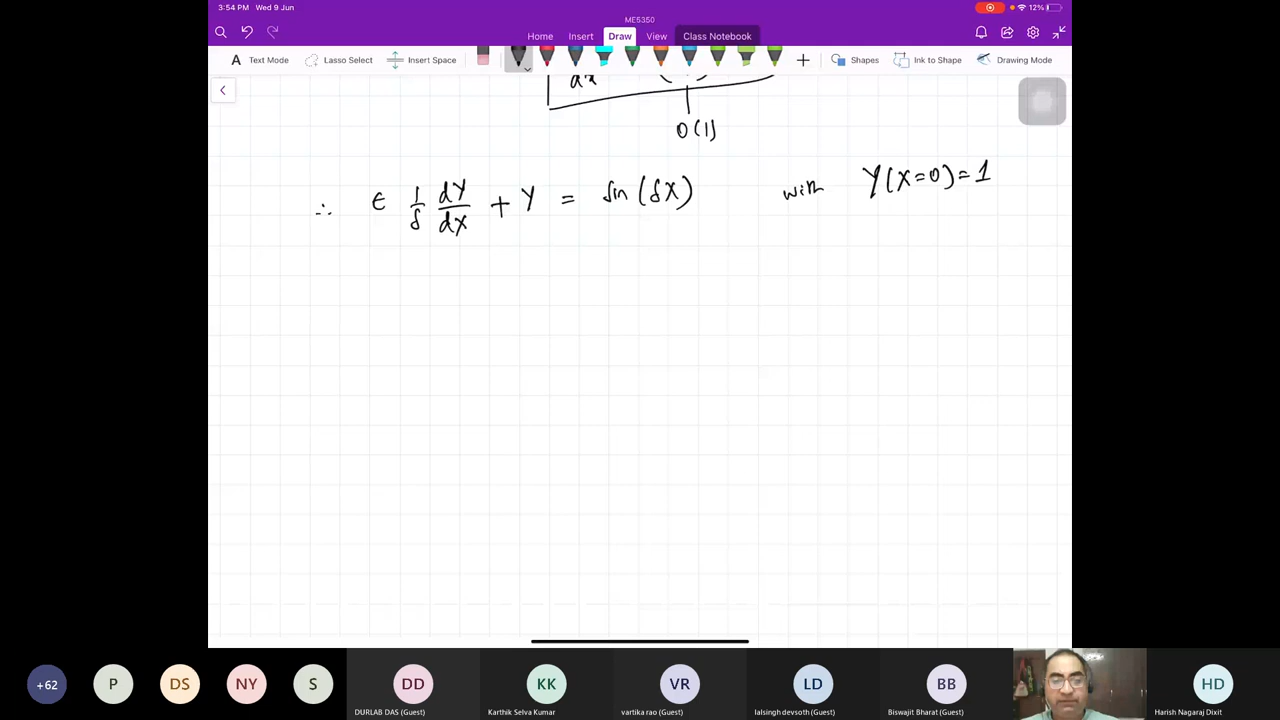 3:54 PM Wed 9 Jun
12%
ME5350
Home Insert Draw View Class Notebook
A Text Mode Lasso Select Insert Space Shapes Ink to Shape Drawing Mode
dx
O(1)
∴ ϵ 1/δ dY/dX + Y = sin(δX) with Y(X=0)=1
+62 P DS NY S DD KK VR LD BB HD
DURLAB DAS (Guest) Karthik Selva Kumar vartika rao (Guest) lalsingh devsoth (Guest) Biswajit Bharat (Guest) Harish Nagaraj Dixit